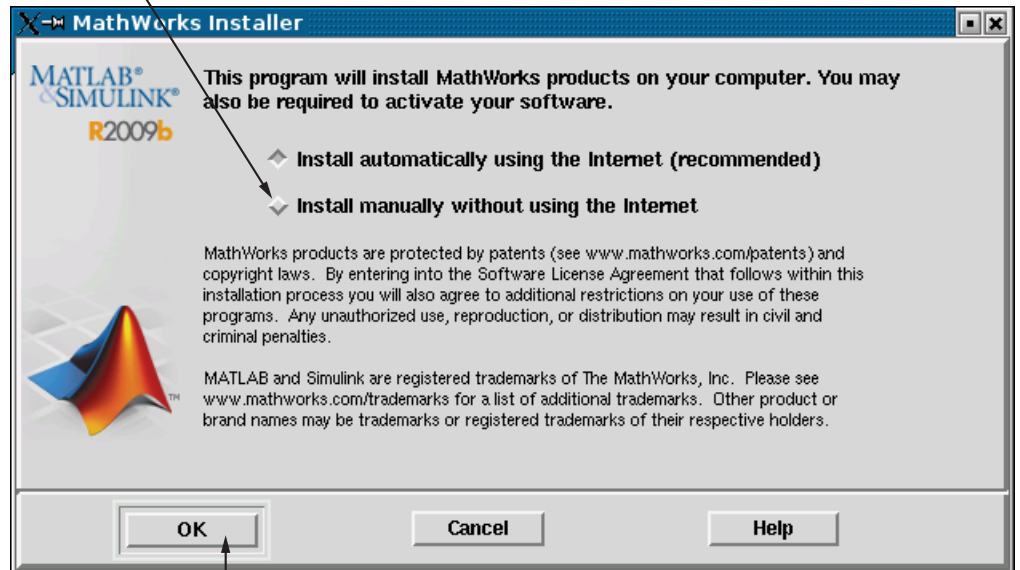 MathWorks Installer
MATLAB®
&SIMULINK®
R2009b
This program will install MathWorks products on your computer. You may
also be required to activate your software.
Install automatically using the Internet (recommended)
Install manually without using the Internet
MathWorks products are protected by patents (see www.mathworks.com/patents) and
copyright laws. By entering into the Software License Agreement that follows within this
installation process you will also agree to additional restrictions on your use of these
programs. Any unauthorized use, reproduction, or distribution may result in civil and
criminal penalties.
MATLAB and Simulink are registered trademarks of The MathWorks, Inc. Please see
www.mathworks.com/trademarks for a list of additional trademarks. Other product or
brand names may be trademarks or registered trademarks of their respective holders.
TM
OK
Cancel
Help